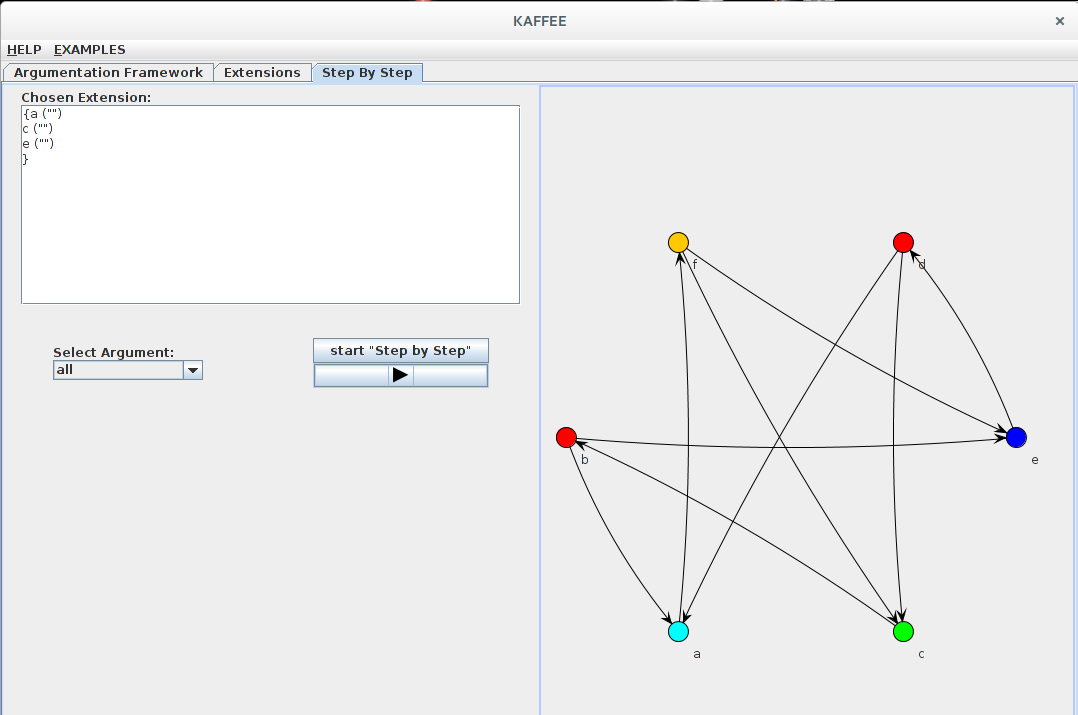 KAFFEE
HELP EXAMPLES
Argumentation Framework Extensions Step By Step
Chosen Extension:
{a ("")
c ("")
e ("")
}
f
d
Select Argument:
all
start "Step by Step"
b
e
a
c